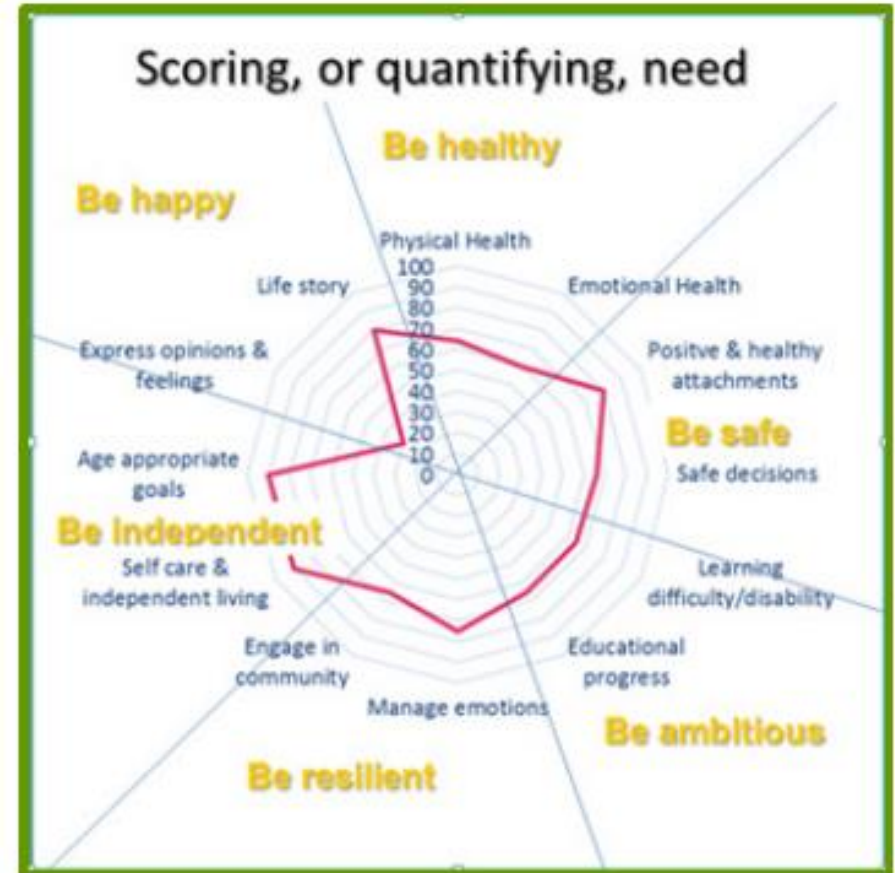 Scoring, or quantifying, need
Be healthy
Be happy
Physical Health
100
90
80
70
60
50
40
30
20
10
0
Life story
Emotional Health
Express opinions &
feelings
Positve & healthy
attachments
Be safe
Age appropriate
goals
Safe decisions
Be independent
Self care &
independent living
Learning
difficulty/disability
Engage in
community
Educational
progress
Manage emotions
Be ambitious
Be resilient